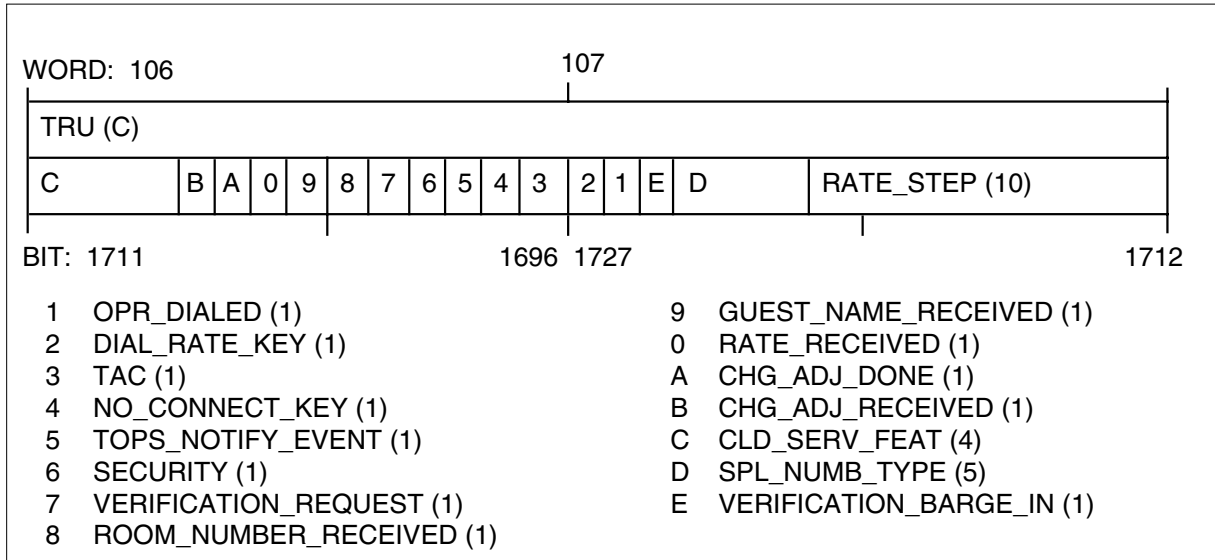 WORD: 106 107
TRU (C)
C B A 0 9 8 7 6 5 4 3 2 1 E D RATE_STEP (10)
BIT: 1711 1696 1727 1712
1 OPR_DIALED (1) 9 GUEST_NAME_RECEIVED (1)
2 DIAL_RATE_KEY (1) 0 RATE_RECEIVED (1)
3 TAC (1) A CHG_ADJ_DONE (1)
4 NO_CONNECT_KEY (1) B CHG_ADJ_RECEIVED (1)
5 TOPS_NOTIFY_EVENT (1) C CLD_SERV_FEAT (4)
6 SECURITY (1) D SPL_NUMB_TYPE (5)
7 VERIFICATION_REQUEST (1) E VERIFICATION_BARGE_IN (1)
8 ROOM_NUMBER_RECEIVED (1)